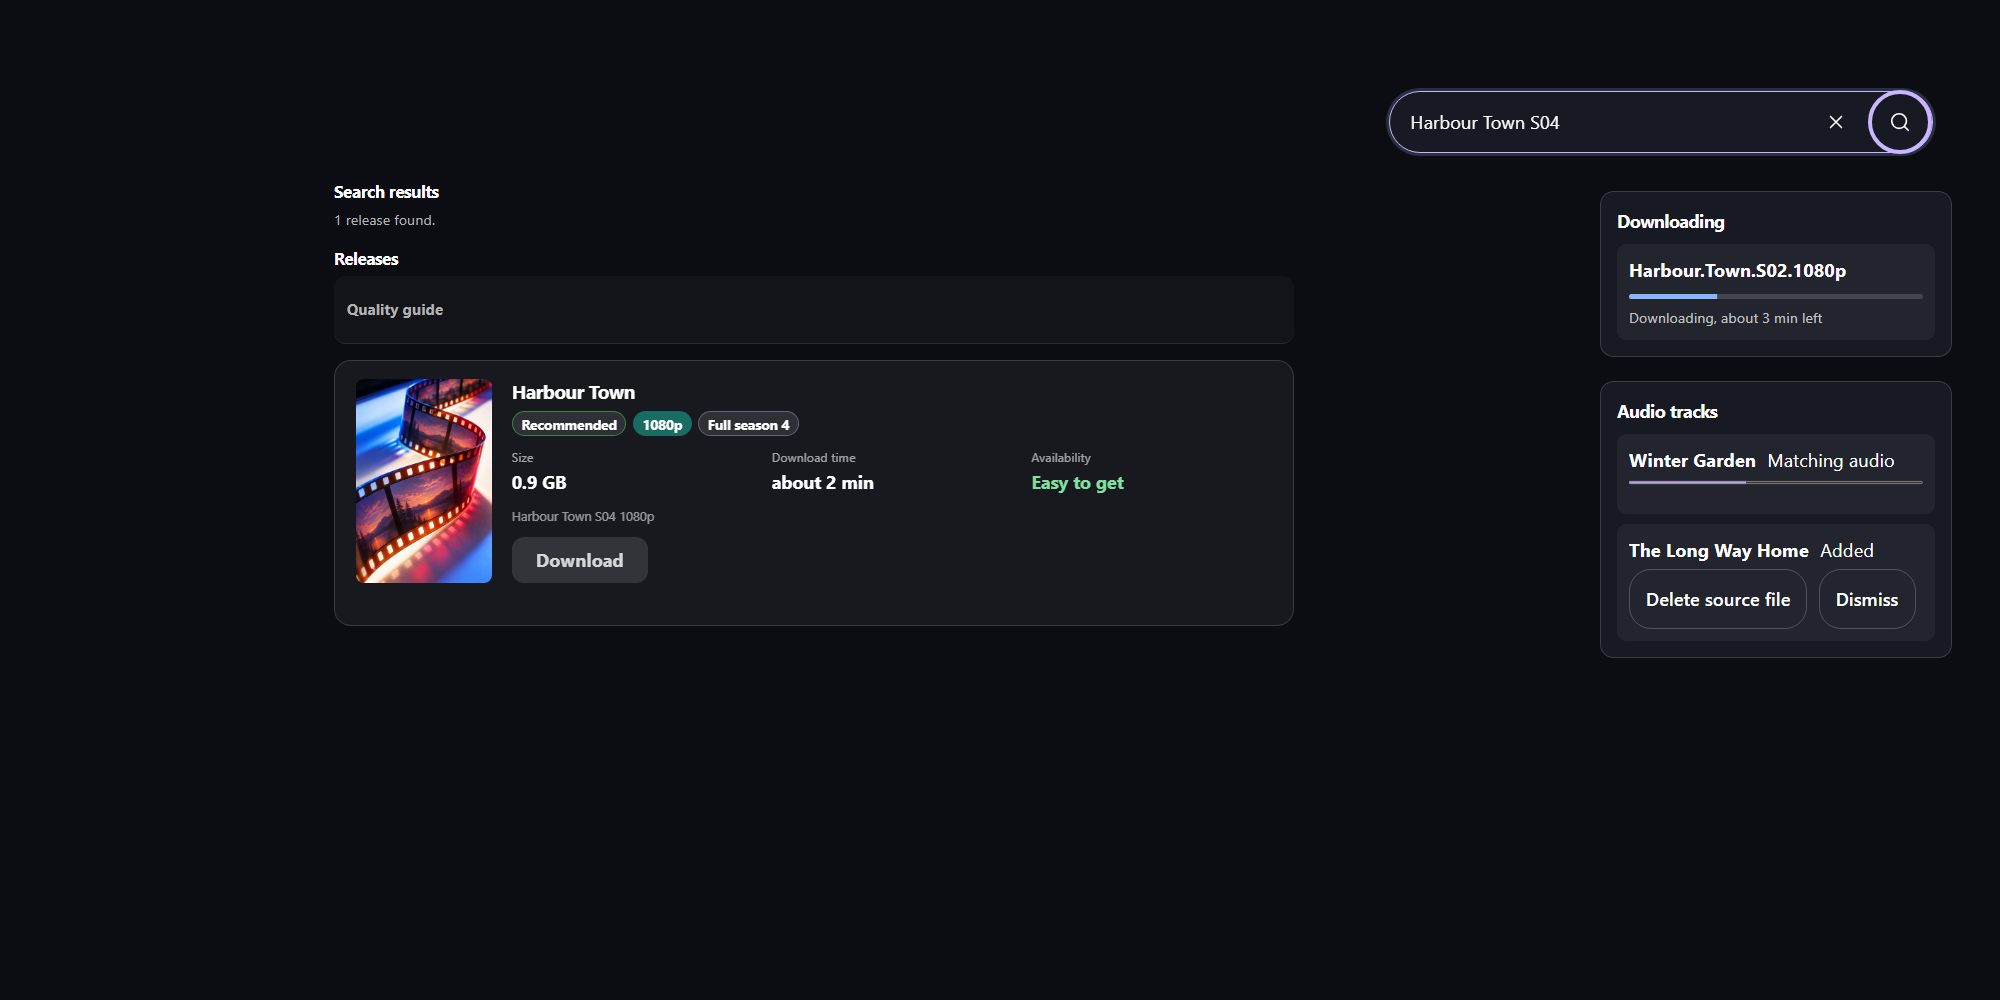 Harbour Town S04
Search results
1 release found.
Releases
Quality guide
Harbour Town
Recommended 1080p Full season 4
Size Download time Availability
0.9 GB about 2 min Easy to get
Harbour Town S04 1080p
Download
Downloading
Harbour.Town.S02.1080p
Downloading, about 3 min left
Audio tracks
Winter Garden Matching audio
The Long Way Home Added
Delete source file Dismiss